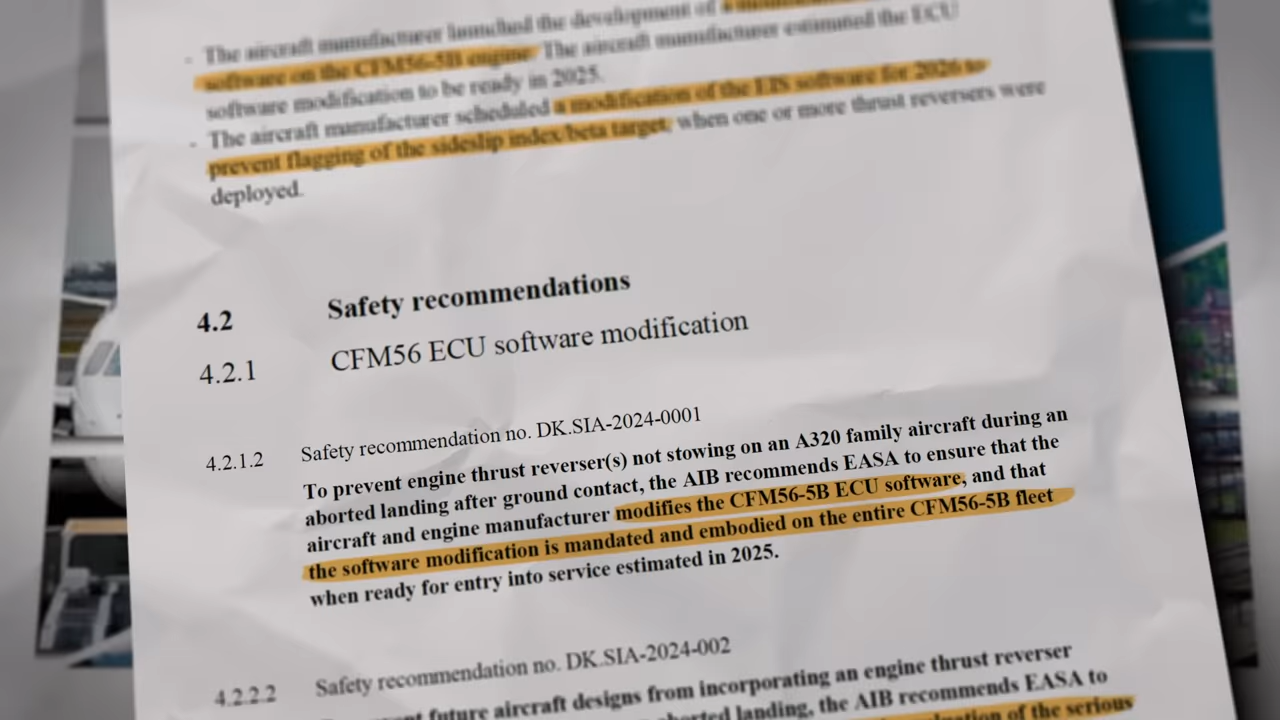 - The aircraft manufacturer launched the development of a
software on the CFM56-5B engine. The aircraft manufacturer estimated the ECU
software modification to be ready in 2025.
- The aircraft manufacturer scheduled a modification of the EIS software for 2026 to
prevent flagging of the sideslip index/beta target, when one or more thrust reversers were
deployed.
4.2 Safety recommendations
4.2.1 CFM56 ECU software modification
4.2.1.2 Safety recommendation no. DK.SIA-2024-0001
To prevent engine thrust reverser(s) not stowing on an A320 family aircraft during an
aborted landing after ground contact, the AIB recommends EASA to ensure that the
aircraft and engine manufacturer modifies the CFM56-5B ECU software, and that
the software modification is mandated and embodied on the entire CFM56-5B fleet
when ready for entry into service estimated in 2025.
4.2.2.2 Safety recommendation no. DK.SIA-2024-002
future aircraft designs from incorporating an engine thrust reverser
landing, the AIB recommends EASA to
of the serious